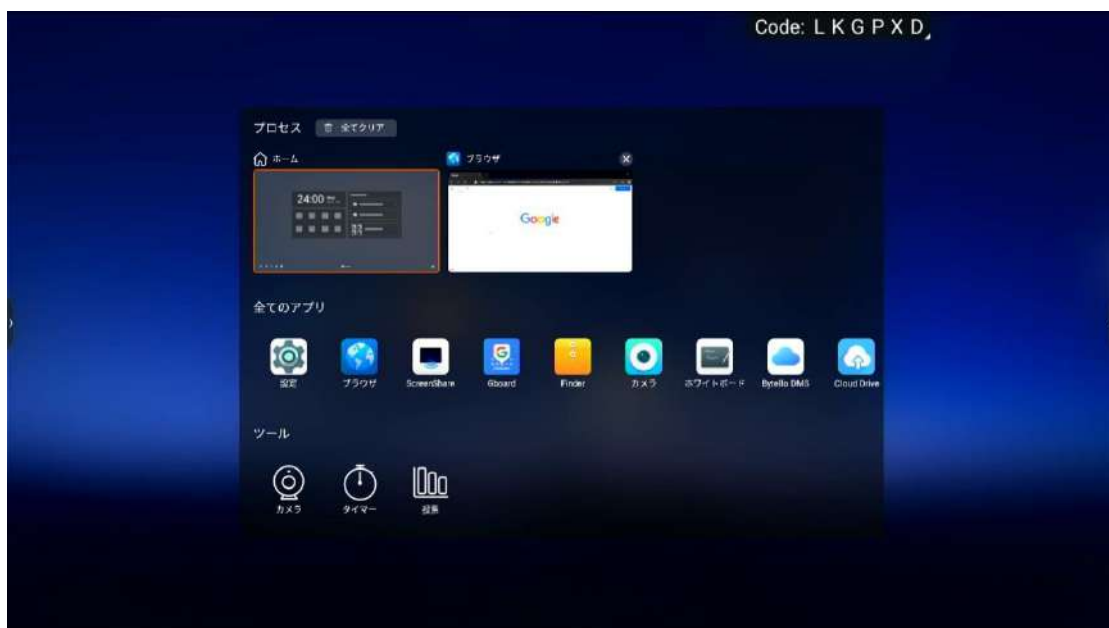 Code: L K G P X D
プロセス 全てクリア
ホーム ブラウザ
24:00
Google
全てのアプリ
設定 ブラウザ ScreenShare Gboard Finder カメラ ホワイトボード Bytello DMS Cloud Drive
ツール
カメラ タイマー 投票